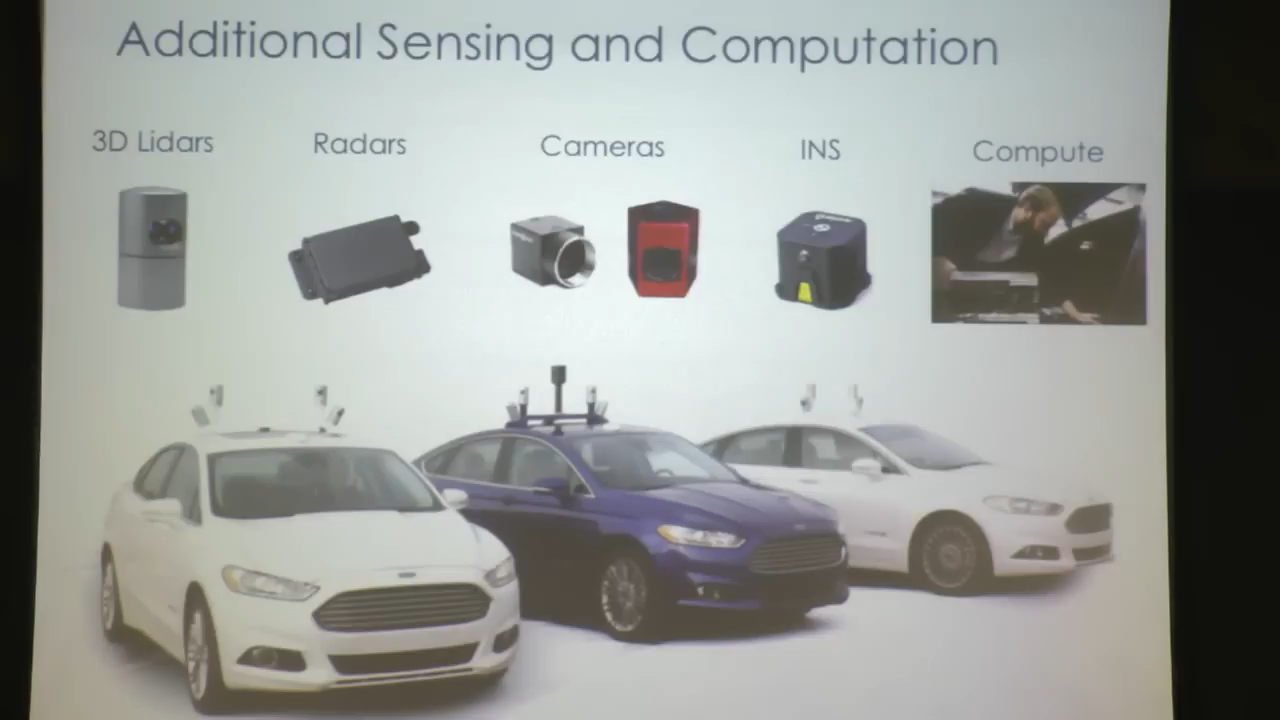 Additional Sensing and Computation
3D Lidars
Radars
Cameras
INS
Compute